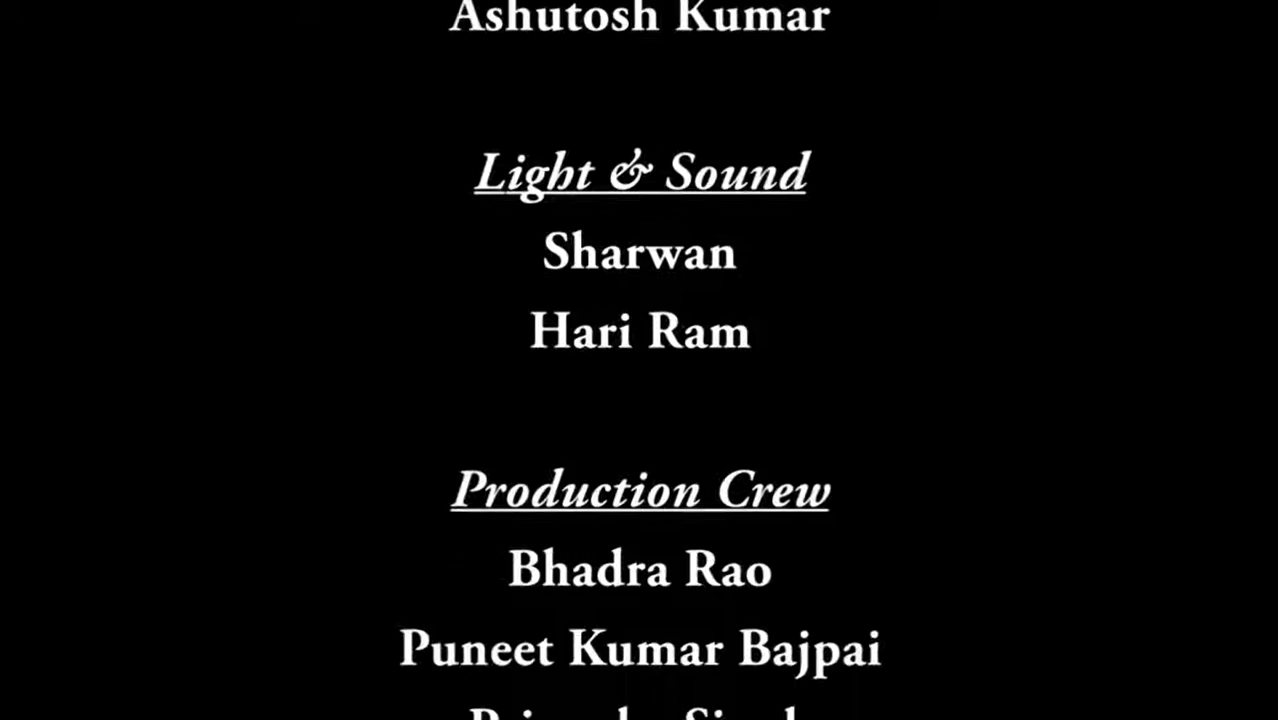 Ashutosh Kumar
Light & Sound
Sharwan
Hari Ram
Production Crew
Bhadra Rao
Puneet Kumar Bajpai